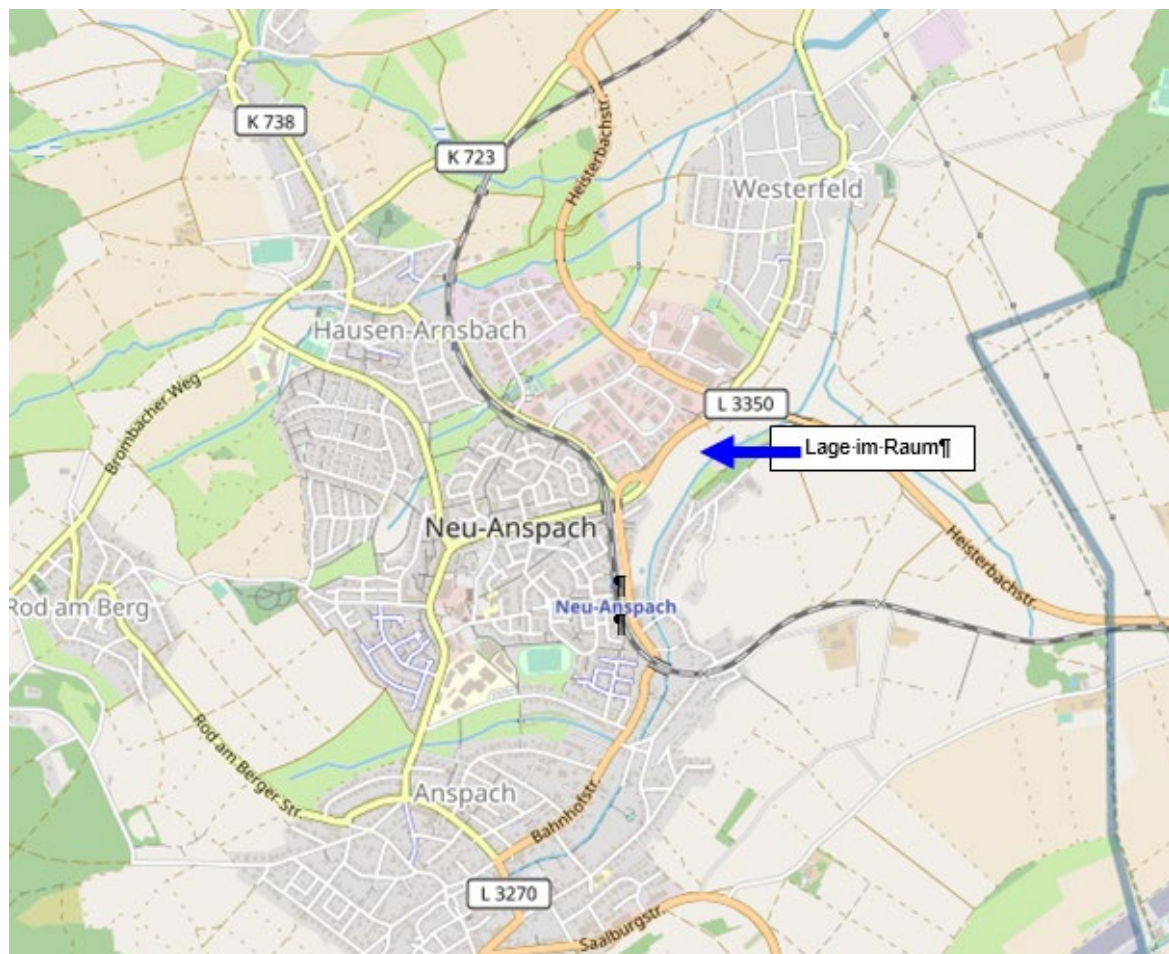 K 738
K 723
Heisterbachstr.
Westerfeld
Hausen-Arnsbach
L 3350
Brombacher Weg
Lage·im·Raum¶
Neu-Anspach
Heisterbachstr.
¶
Rod am Berg
Neu-Anspach
¶
Rod am Berger Str.
Anspach
Bahnhofstr.
L 3270
Saalburgstr.